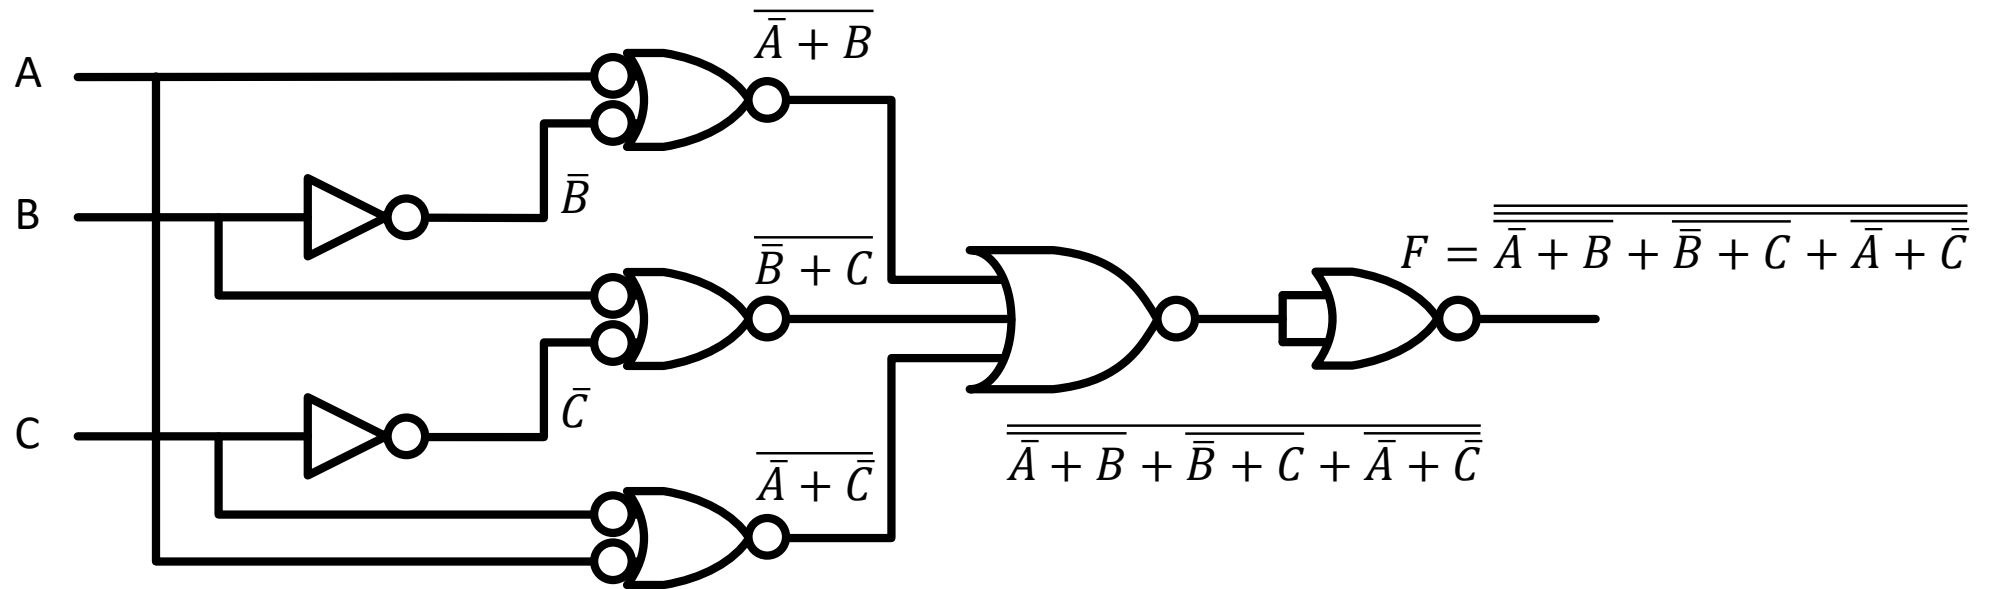 $\overline{\bar{A} + B}$
A
B
$\bar{B}$
$\overline{\bar{B} + C}$
$F = \overline{\overline{\overline{\bar{A} + B} + \overline{\bar{B} + C} + \overline{\bar{A} + \bar{C}}}}$
$\bar{C}$
C
$\overline{\bar{A} + \bar{C}}$
$\overline{\overline{\bar{A} + B} + \overline{\bar{B} + C} + \overline{\bar{A} + \bar{C}}}$